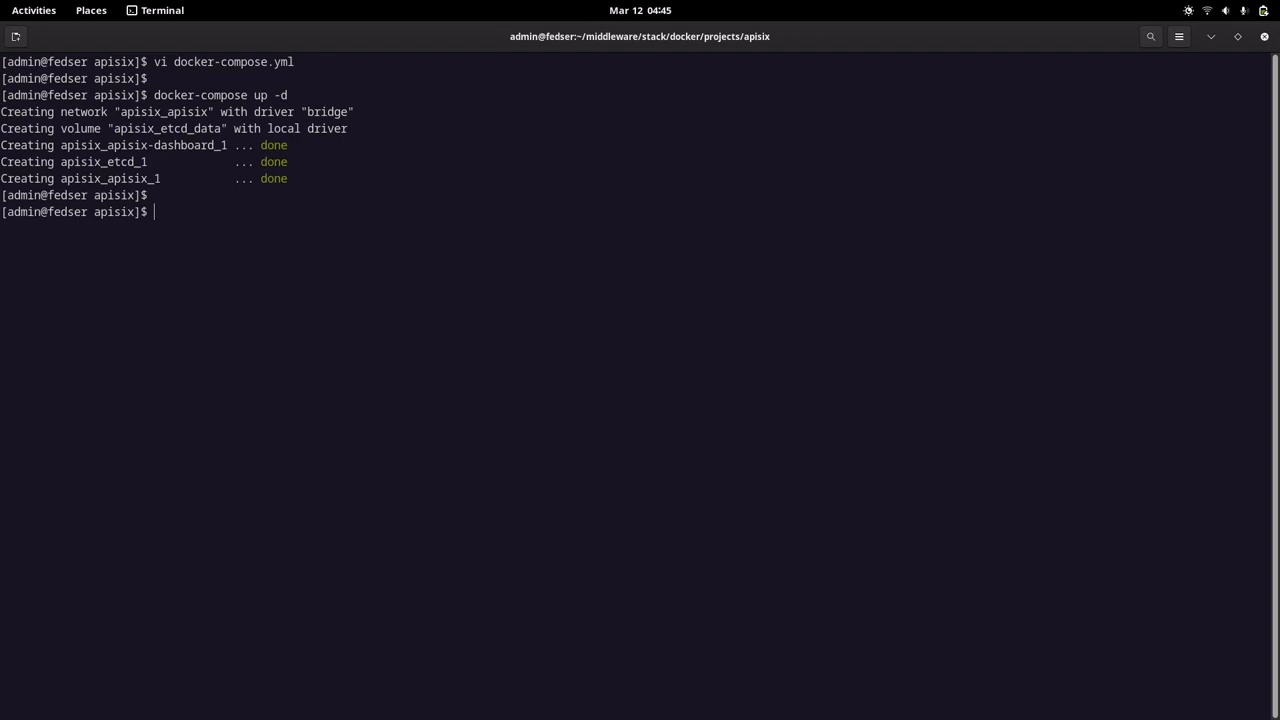 Activities Places Terminal Mar 12 04:45
admin@fedser:~/middleware/stack/docker/projects/apisix
[admin@fedser apisix]$ vi docker-compose.yml
[admin@fedser apisix]$
[admin@fedser apisix]$ docker-compose up -d
Creating network "apisix_apisix" with driver "bridge"
Creating volume "apisix_etcd_data" with local driver
Creating apisix_apisix-dashboard_1 ... done
Creating apisix_etcd_1             ... done
Creating apisix_apisix_1           ... done
[admin@fedser apisix]$
[admin@fedser apisix]$